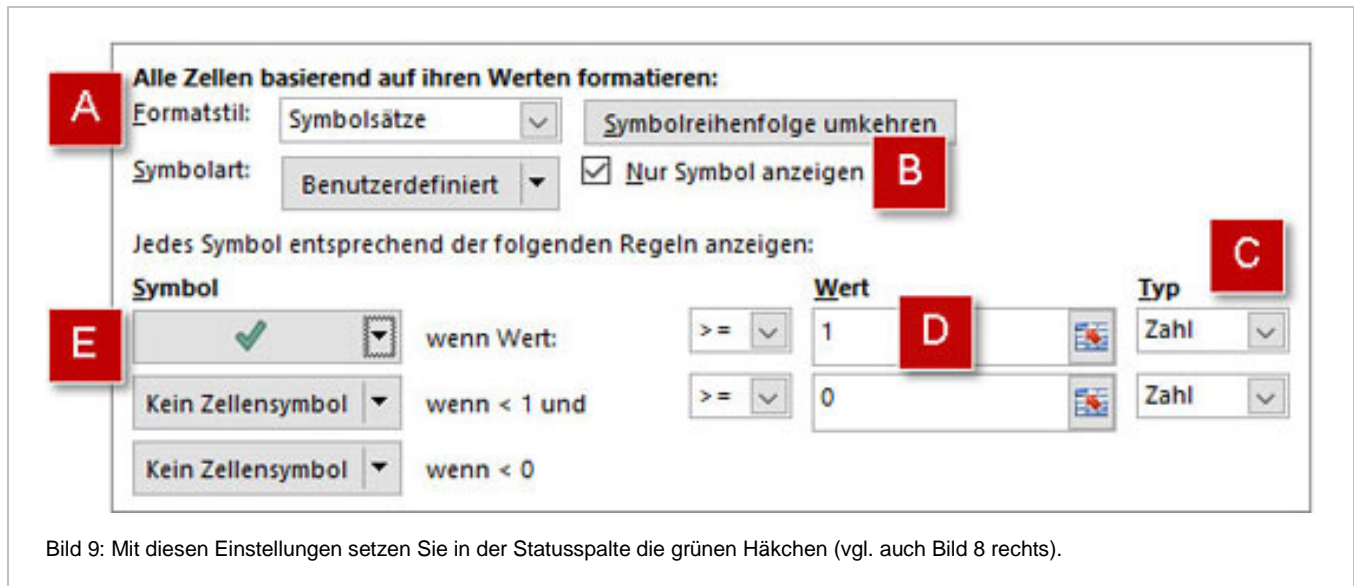 Alle Zellen basierend auf ihren Werten formatieren:
A
Formatstil: Symbolsätze Symbolreihenfolge umkehren
Symbolart: Benutzerdefiniert Nur Symbol anzeigen B
Jedes Symbol entsprechend der folgenden Regeln anzeigen:
C
Symbol Wert Typ
E wenn Wert: >= 1 D Zahl
Kein Zellensymbol wenn < 1 und >= 0 Zahl
Kein Zellensymbol wenn < 0
Bild 9: Mit diesen Einstellungen setzen Sie in der Statusspalte die grünen Häkchen (vgl. auch Bild 8 rechts).